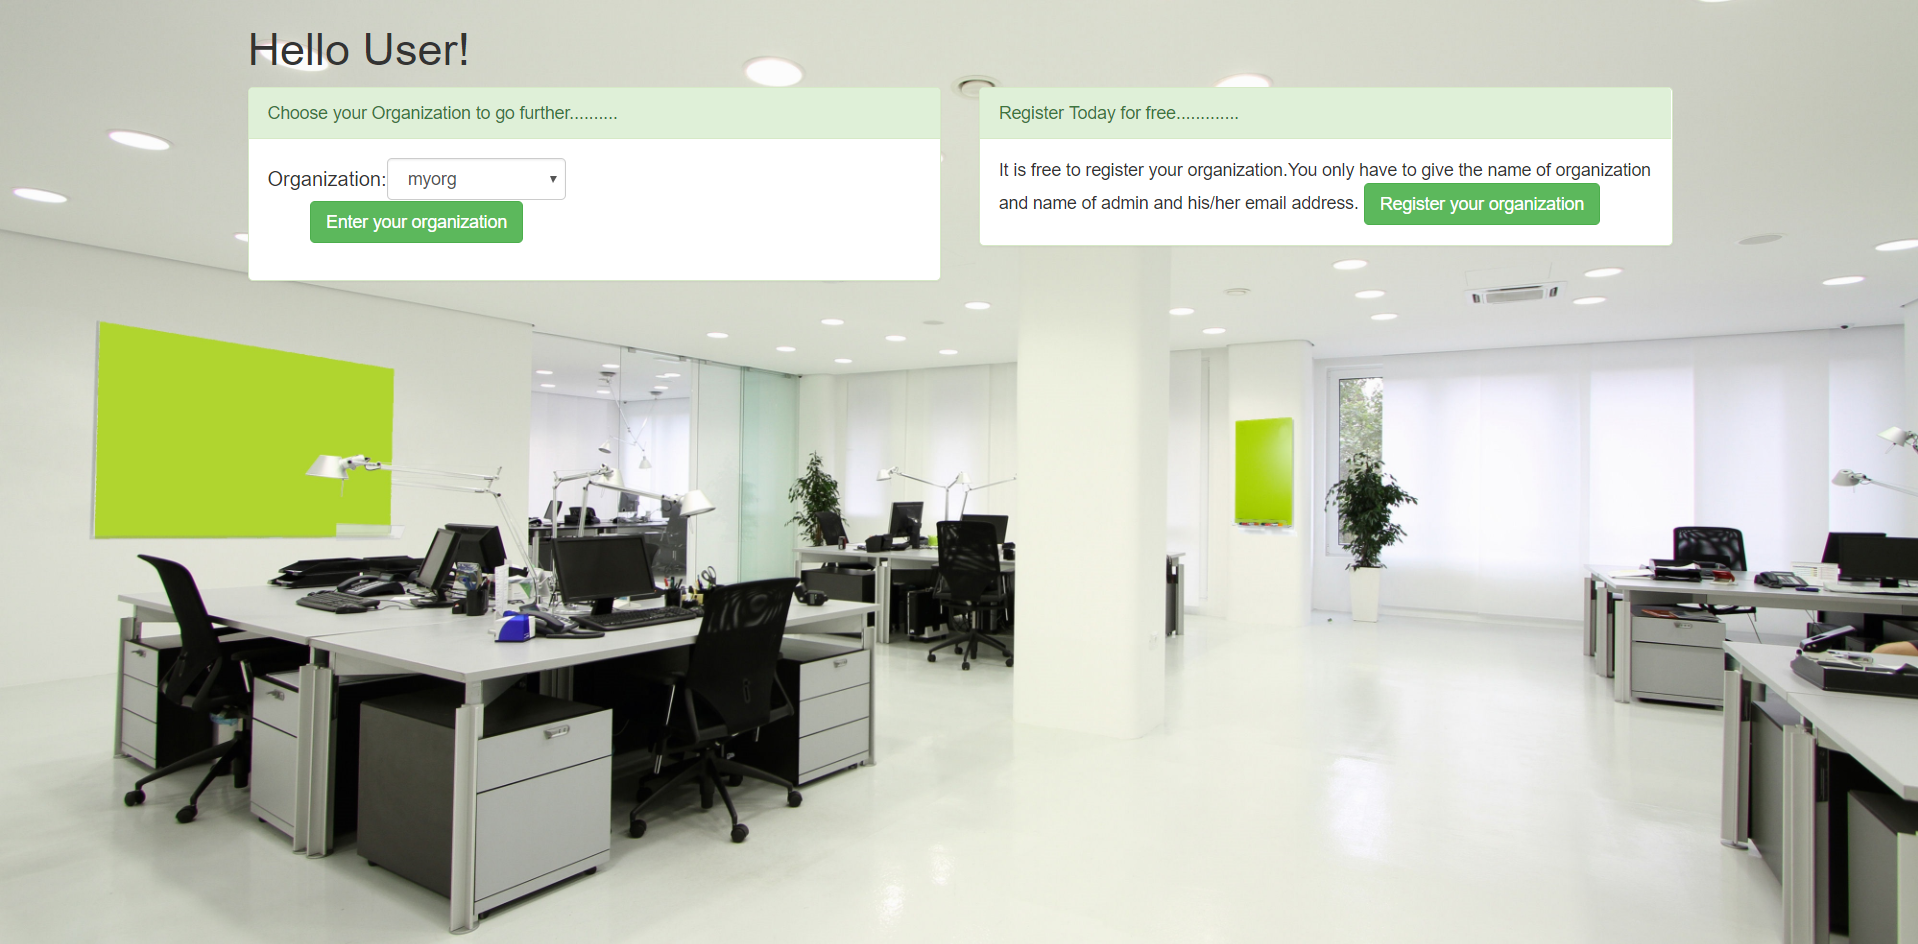 Hello User!
Choose your Organization to go further..........
Organization: myorg
Enter your organization
Register Today for free.............
It is free to register your organization.You only have to give the name of organization
and name of admin and his/her email address. Register your organization